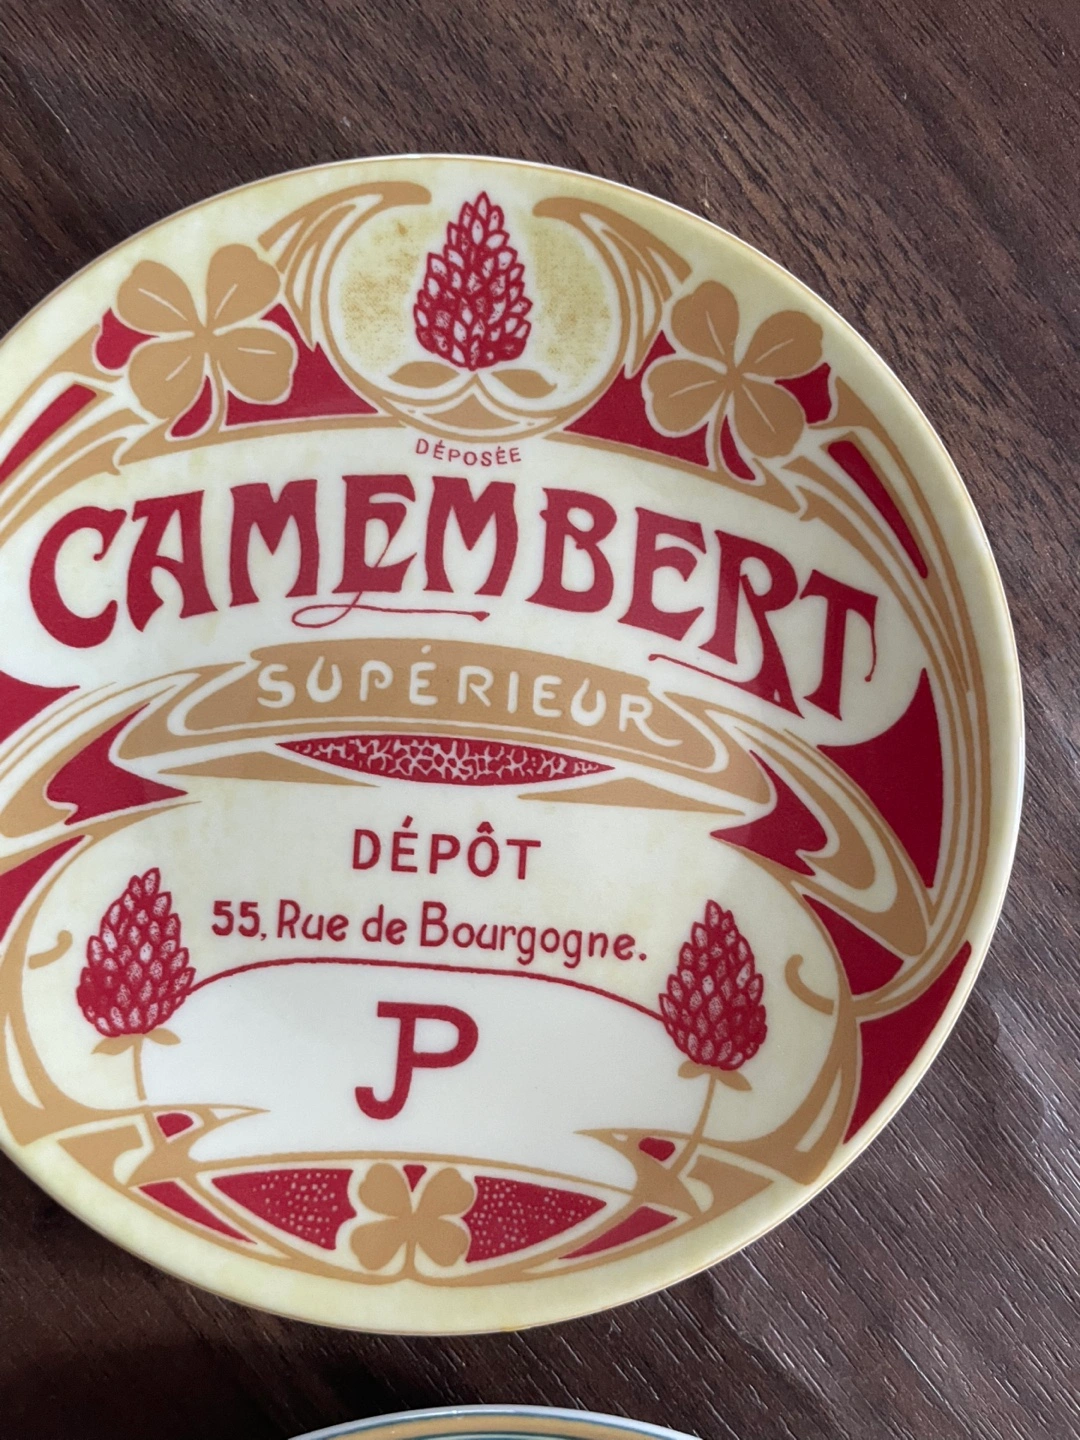 DÉPOSÉE
CAMEMBERT
SUPÉRIEUR
DÉPÔT
55, Rue de Bourgogne.
JP